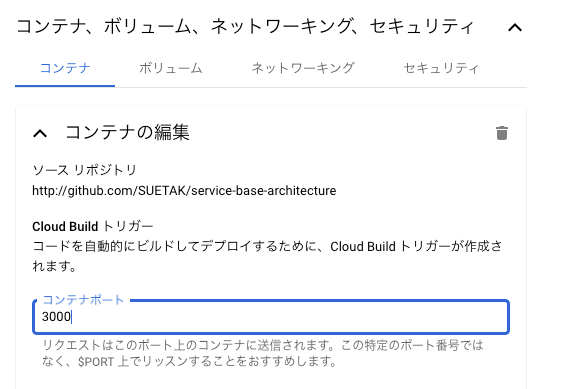 コンテナ、ボリューム、ネットワーキング、セキュリティ
コンテナ ボリューム ネットワーキング セキュリティ
コンテナの編集
ソース リポジトリ
http://github.com/SUETAK/service-base-architecture
Cloud Build トリガー
コードを自動的にビルドしてデプロイするために、Cloud Build トリガーが作成さ
れます。
コンテナポート
3000
リクエストはこのポート上のコンテナに送信されます。この特定のポート番号では
なく、$PORT 上でリッスンすることをおすすめします。